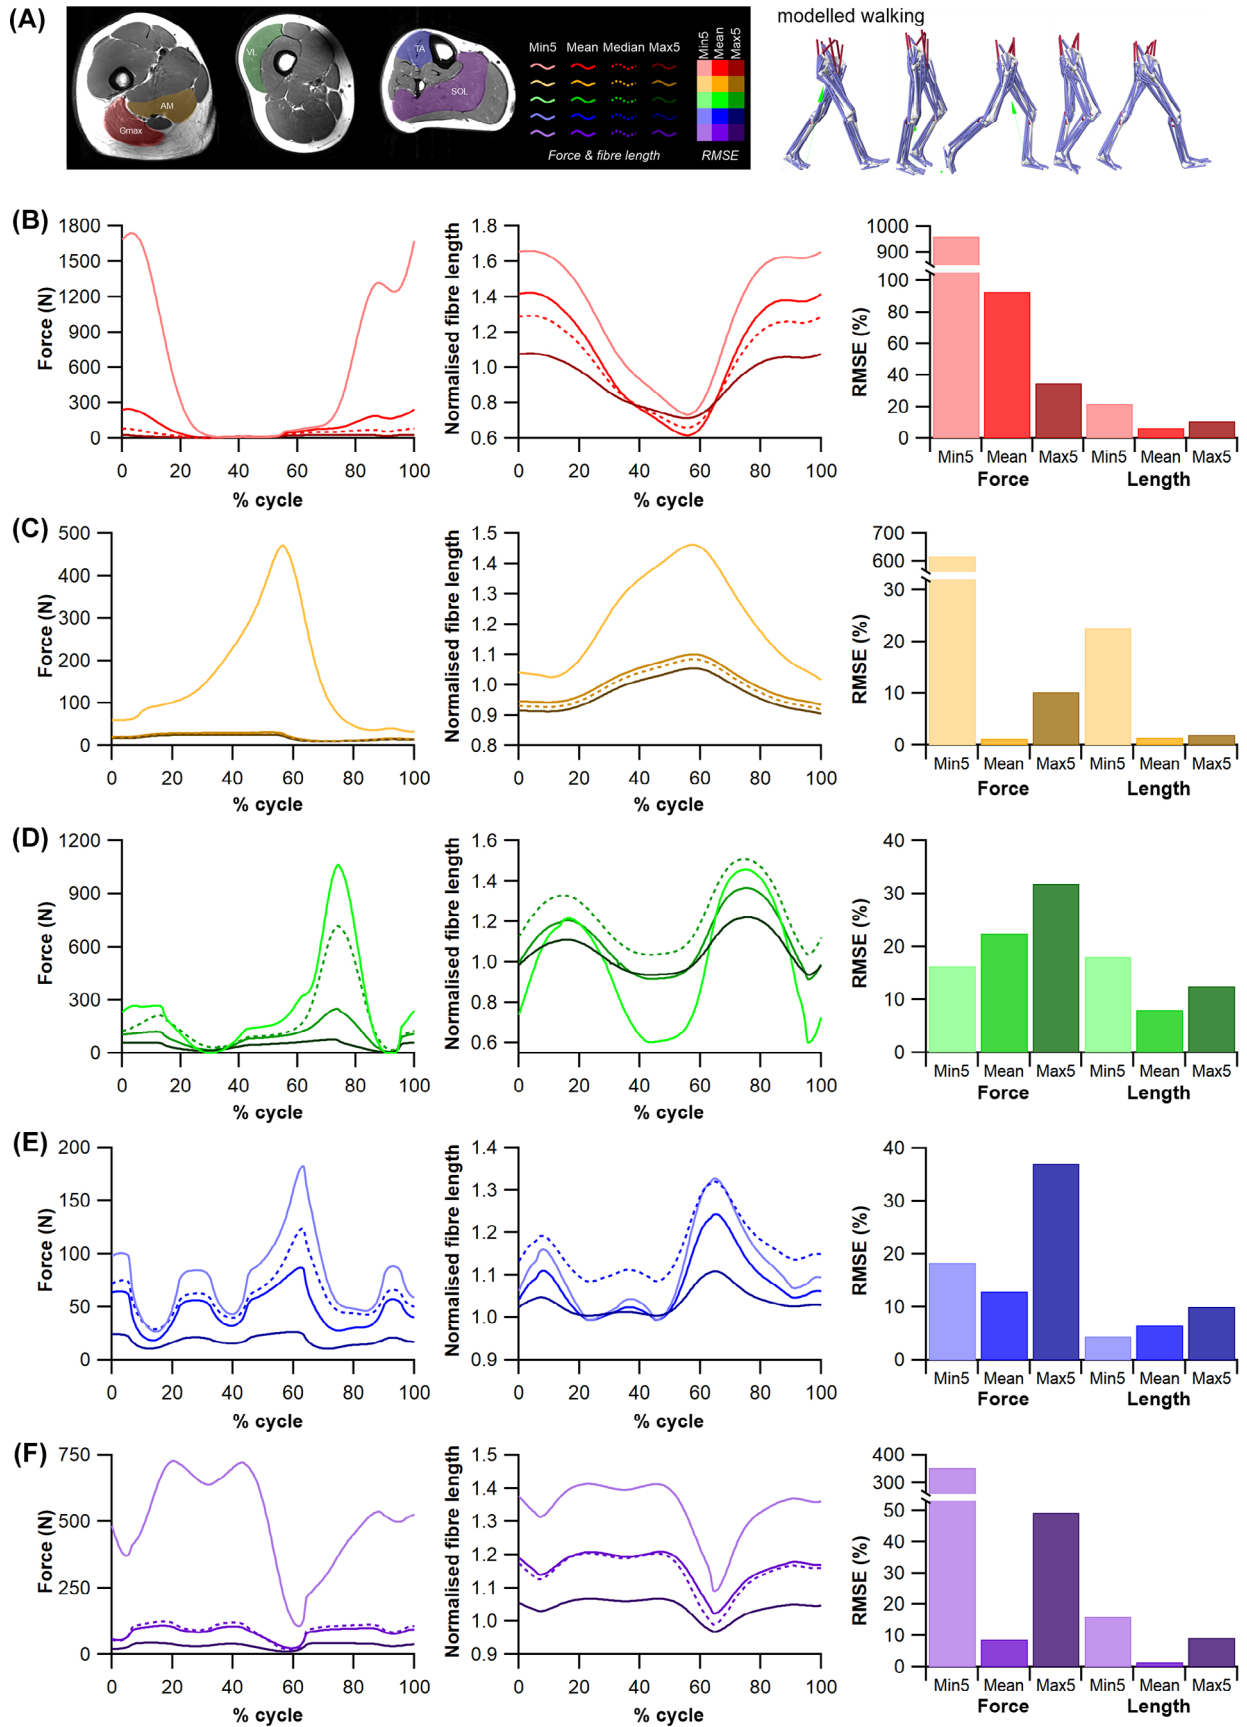 (A)
Gmax
AM
VL
TA
SOL
Min5 Mean Median Max5
Force & fibre length
Min5
Mean
Max5
RMSE
modelled walking
(B)
1800
1500
1200
900
600
300
0
Force (N)
0 20 40 60 80 100
% cycle
1.8
1.6
1.4
1.2
1.0
0.8
0.6
Normalised fibre length
0 20 40 60 80 100
% cycle
1000
900
100
80
60
40
20
0
RMSE (%)
Min5 Mean Max5 Min5 Mean Max5
Force Length
(C)
500
400
300
200
100
0
Force (N)
0 20 40 60 80 100
% cycle
1.5
1.4
1.3
1.2
1.1
1.0
0.9
0.8
Normalised fibre length
0 20 40 60 80 100
% cycle
700
600
30
20
10
0
RMSE (%)
Min5 Mean Max5 Min5 Mean Max5
Force Length
(D)
1200
900
600
300
0
Force (N)
0 20 40 60 80 100
% cycle
1.6
1.4
1.2
1.0
0.8
0.6
Normalised fibre length
0 20 40 60 80 100
% cycle
40
30
20
10
0
RMSE (%)
Min5 Mean Max5 Min5 Mean Max5
Force Length
(E)
200
150
100
50
0
Force (N)
0 20 40 60 80 100
% cycle
1.4
1.3
1.2
1.1
1.0
0.9
Normalised fibre length
0 20 40 60 80 100
% cycle
40
30
20
10
0
RMSE (%)
Min5 Mean Max5 Min5 Mean Max5
Force Length
(F)
750
500
250
0
Force (N)
0 20 40 60 80 100
% cycle
1.5
1.4
1.3
1.2
1.1
1.0
0.9
Normalised fibre length
0 20 40 60 80 100
% cycle
400
300
50
40
30
20
10
0
RMSE (%)
Min5 Mean Max5 Min5 Mean Max5
Force Length